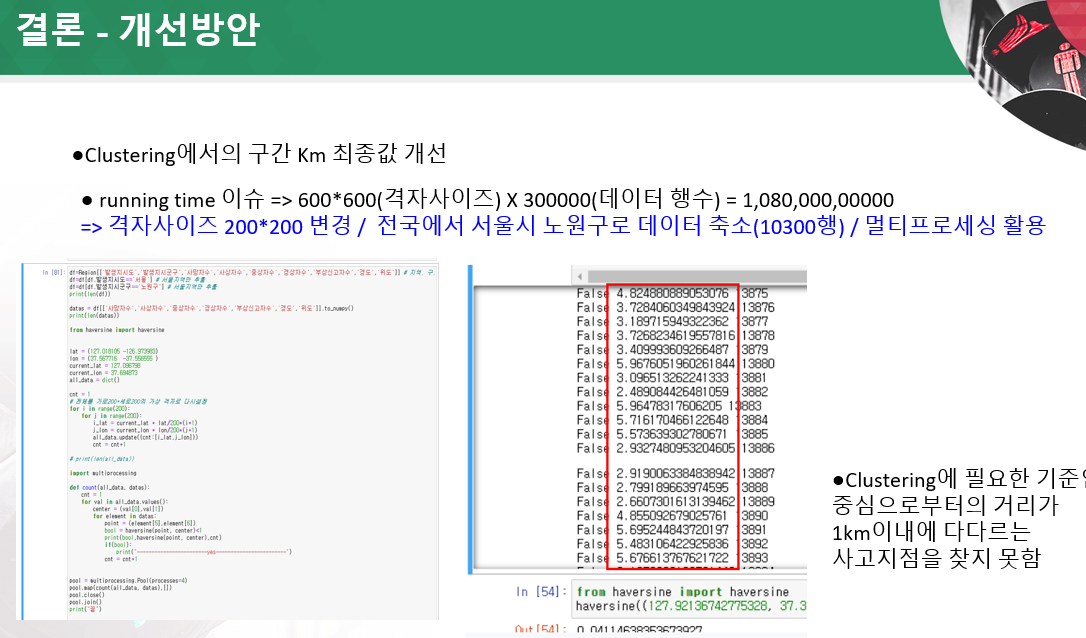 결론 - 개선방안
●Clustering에서의 구간 Km 최종값 개선
● running time 이슈 => 600*600(격자사이즈) X 300000(데이터 행수) = 1,080,000,00000
=> 격자사이즈 200*200 변경 / 전국에서 서울시 노원구로 데이터 축소(10300행) / 멀티프로세싱 활용
In [81]:
df=Region[['발생지시도','발생지시군구','사망자수','사상자수','중상자수','경상자수','부상신고자수','경도','위도']] # 지역, 구,
df=df[df.발생지시도=='서울'] # 서울지역만 추출
df=df[df.발생지시군구=='노원구'] # 서울지역만 추출
print(len(df))
datas = df[['사망자수','사상자수','중상자수','경상자수','부상신고자수','경도','위도']].to_numpy()
print(len(datas))
from haversine import haversine
lat = (127.018105 -126.973983)
lon = (37.567716 -37.556555 )
current_lat = 127.096798
current_lon = 37.694873
all_data = dict()
cnt = 1
# 전체를 가로200*세로200의 가상 격자로 다시설정
for i in range(200):
for j in range(200):
i_lat = current_lat + lat/200*(i+1)
j_lon = current_lon + lon/200*(j+1)
all_data.update({cnt:[i_lat,j_lon]})
cnt = cnt+1
# print(len(all_data))
import multiprocessing
def count(all_data, datas):
cnt = 1
for val in all_data.values():
center = (val[0],val[1])
for element in datas:
point = (element[5],element[6])
bool = haversine(point, center)<1
print(bool,haversine(point, center),cnt)
if(bool):
print("------------------------yes------------------------")
cnt = cnt+1
pool = multiprocessing.Pool(processes=4)
pool.map(count(all_data, datas),[])
pool.close()
pool.join()
print("끝")
False 4.824880889053076 13875
False 3.7284060349843924 13876
False 3.189715949322362 13877
False 3.7268234619557816 13878
False 3.409993609266487 13879
False 5.9676051960261844 13880
False 3.096513262241333 13881
False 2.489084426481059 13882
False 5.964783176062050 13883
False 5.716170466122648 13884
False 5.573639302780671 13885
False 2.9327480953204605 13886
False 2.9190063384838942 13887
False 2.799189663974595 13888
False 2.6607301613139462 13889
False 4.855092679025761 13890
False 5.695244843720197 13891
False 5.483106422925836 13892
False 5.676613767621722 13893
In [54]:
from haversine import haversine
haversine((127.92136742775328, 37.3
Out[54]: 0.04114638353673927
●Clustering에 필요한 기준인
중심으로부터의 거리가
1km이내에 다다르는
사고지점을 찾지 못함